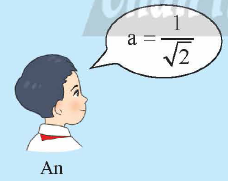 a = 1/√2
An